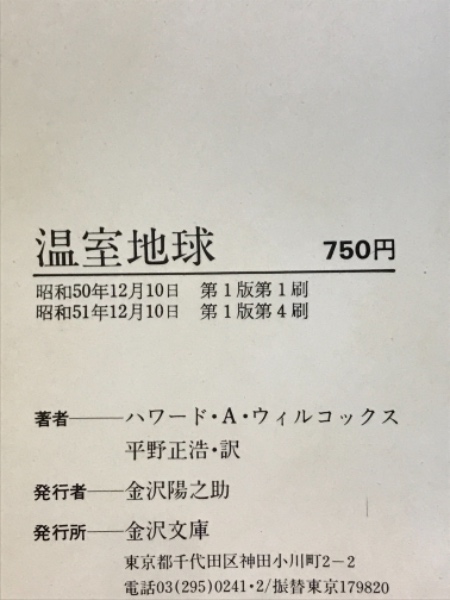 温室地球 750円
昭和50年12月10日 第1版第1刷
昭和51年12月10日 第1版第4刷
著者――ハワード・A・ウィルコックス
平野正浩・訳
発行者――金沢陽之助
発行所――金沢文庫
東京都千代田区神田小川町2-2
電話03(295)0241・2/振替東京179820